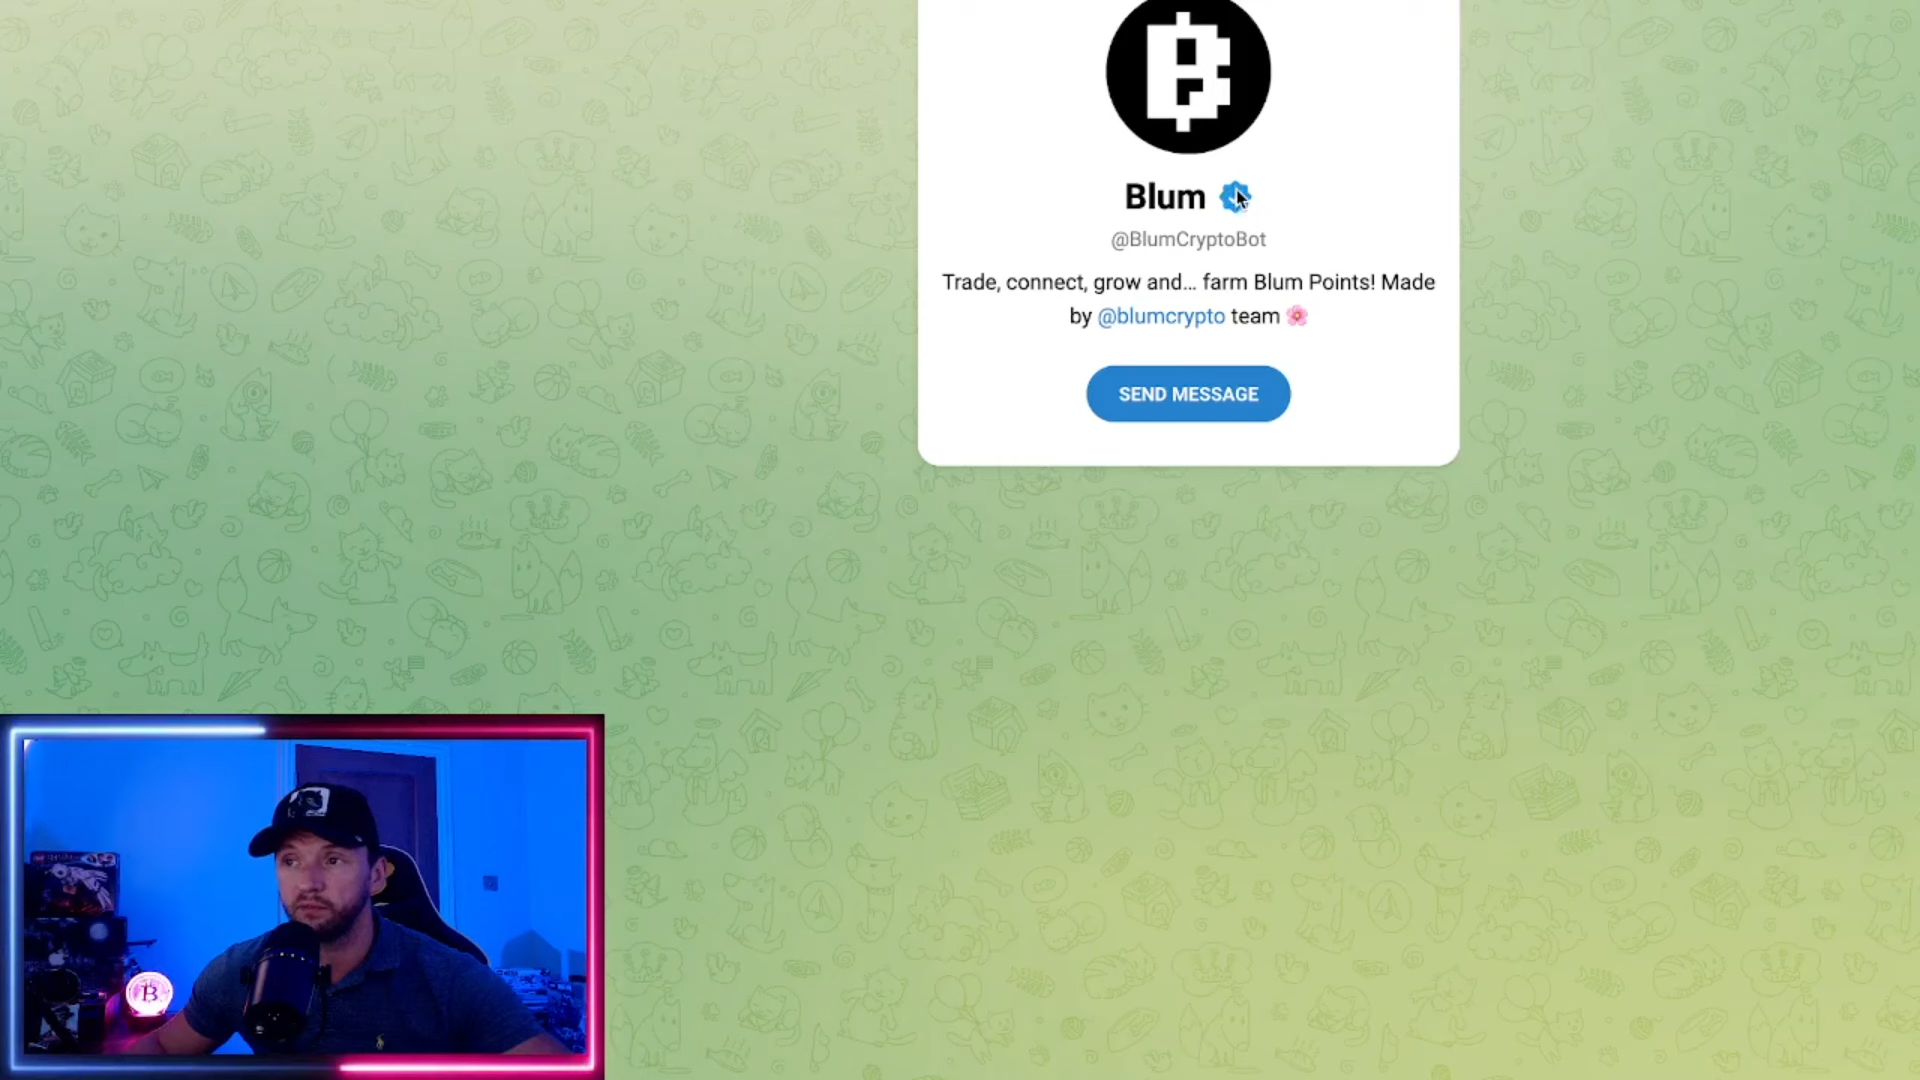 Blum
@BlumCryptoBot
Trade, connect, grow and... farm Blum Points! Made
by @blumcrypto team 🌸
SEND MESSAGE